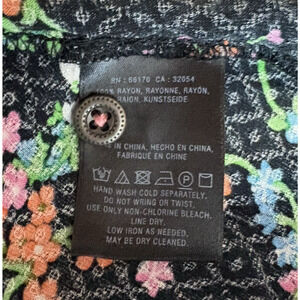 RN : 66170 CA : 32054
100% RAYON, RAYONNE, RAYÓN,
RAION, KUNSTSEIDE
IN CHINA, HECHO EN CHINA,
FABRIQUÉ EN CHINE
HAND WASH COLD SEPARATELY.
DO NOT WRING OR TWIST.
USE ONLY NON-CHLORINE BLEACH.
LINE DRY.
LOW IRON AS NEEDED.
MAY BE DRY CLEANED.